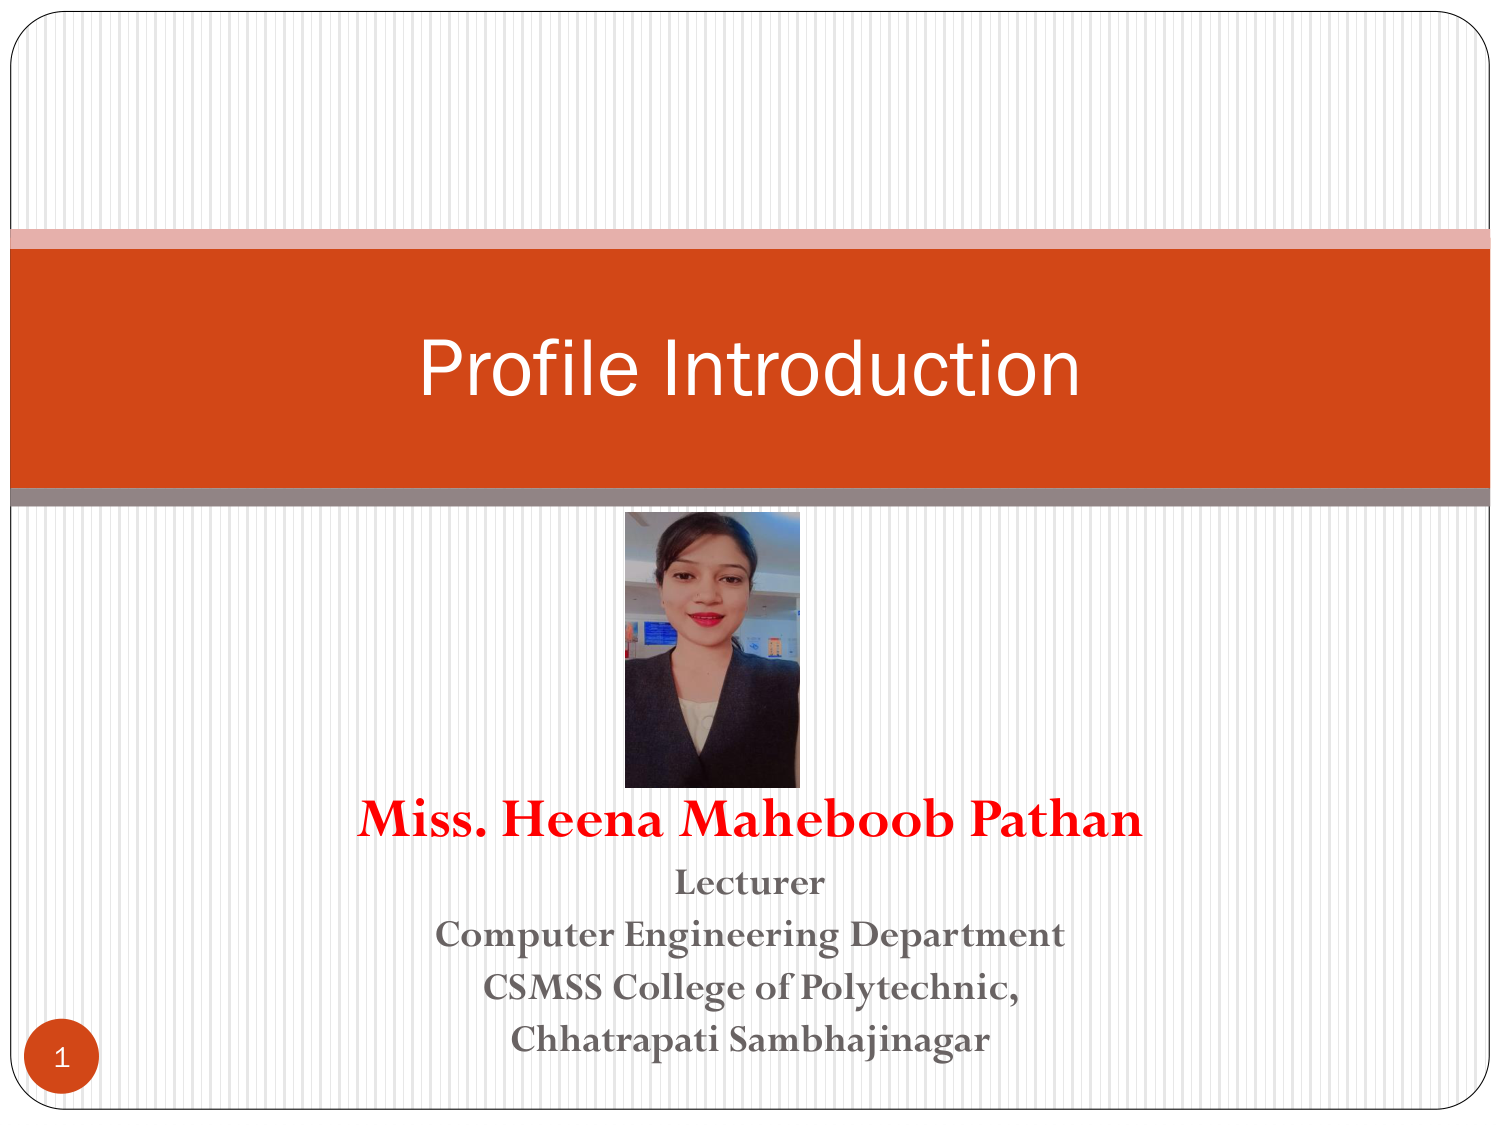 Profile Introduction
Miss. Heena Maheboob Pathan
Lecturer
Computer Engineering Department
CSMSS College of Polytechnic,
Chhatrapati Sambhajinagar
1